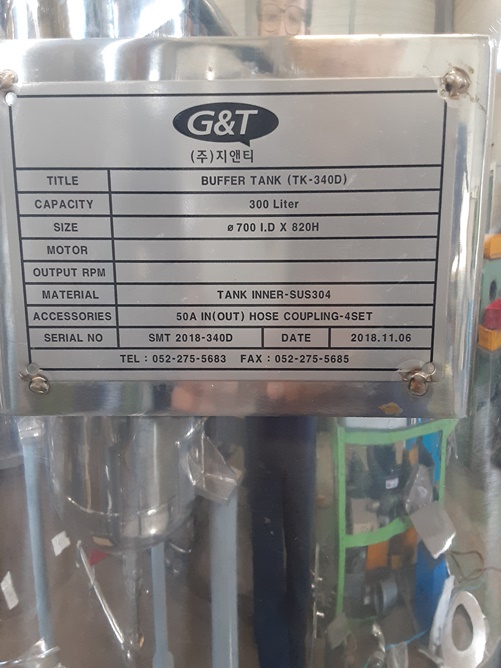 G&T
(주)지앤티
TITLE BUFFER TANK (TK-340D)
CAPACITY 300 Liter
SIZE ø700 I.D X 820H
MOTOR
OUTPUT RPM
MATERIAL TANK INNER-SUS304
ACCESSORIES 50A IN(OUT) HOSE COUPLING-4SET
SERIAL NO SMT 2018-340D DATE 2018.11.06
TEL : 052-275-5683 FAX : 052-275-5685